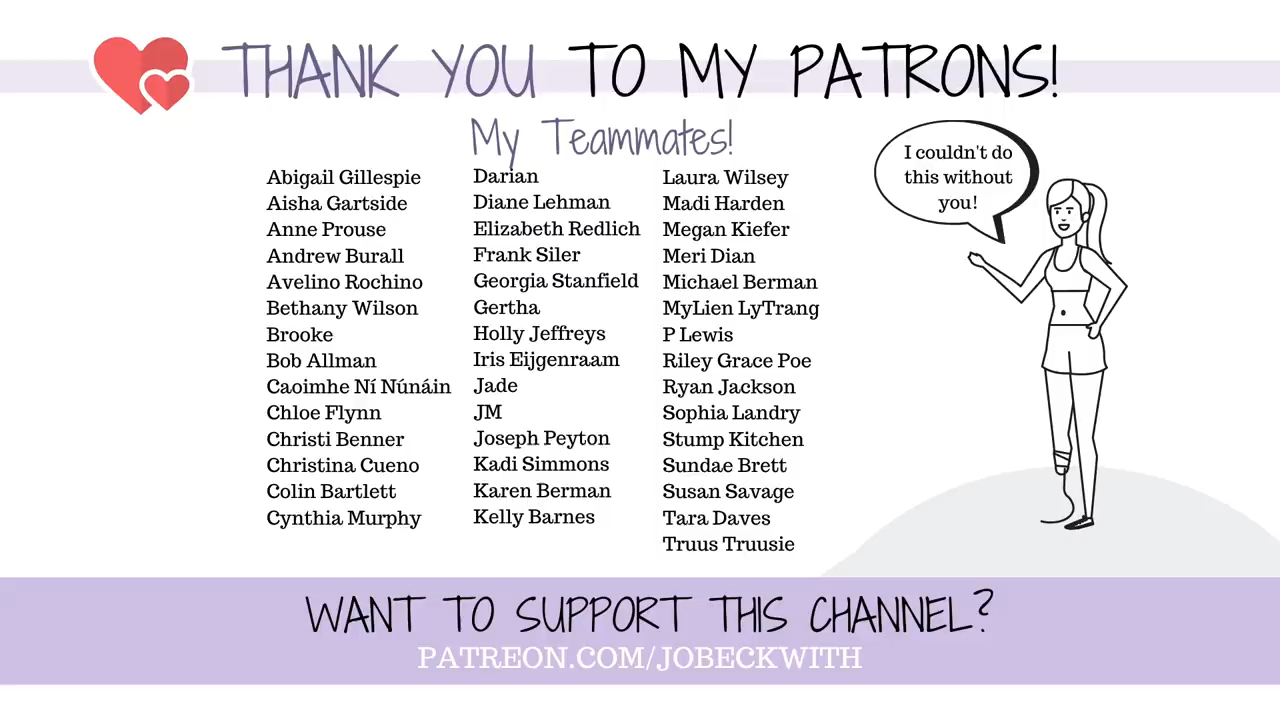 THANK YOU TO MY PATRONS!
My Teammates!
Abigail Gillespie
Aisha Gartside
Anne Prouse
Andrew Burall
Avelino Rochino
Bethany Wilson
Brooke
Bob Allman
Caoimhe Ní Núnáin
Chloe Flynn
Christi Benner
Christina Cueno
Colin Bartlett
Cynthia Murphy
Darian
Diane Lehman
Elizabeth Redlich
Frank Siler
Georgia Stanfield
Gertha
Holly Jeffreys
Iris Eijgenraam
Jade
JM
Joseph Peyton
Kadi Simmons
Karen Berman
Kelly Barnes
Laura Wilsey
Madi Harden
Megan Kiefer
Meri Dian
Michael Berman
MyLien LyTrang
P Lewis
Riley Grace Poe
Ryan Jackson
Sophia Landry
Stump Kitchen
Sundae Brett
Susan Savage
Tara Daves
Truus Truusie
I couldn't do
this without
you!
WANT TO SUPPORT THIS CHANNEL?
PATREON.COM/JOBECKWITH